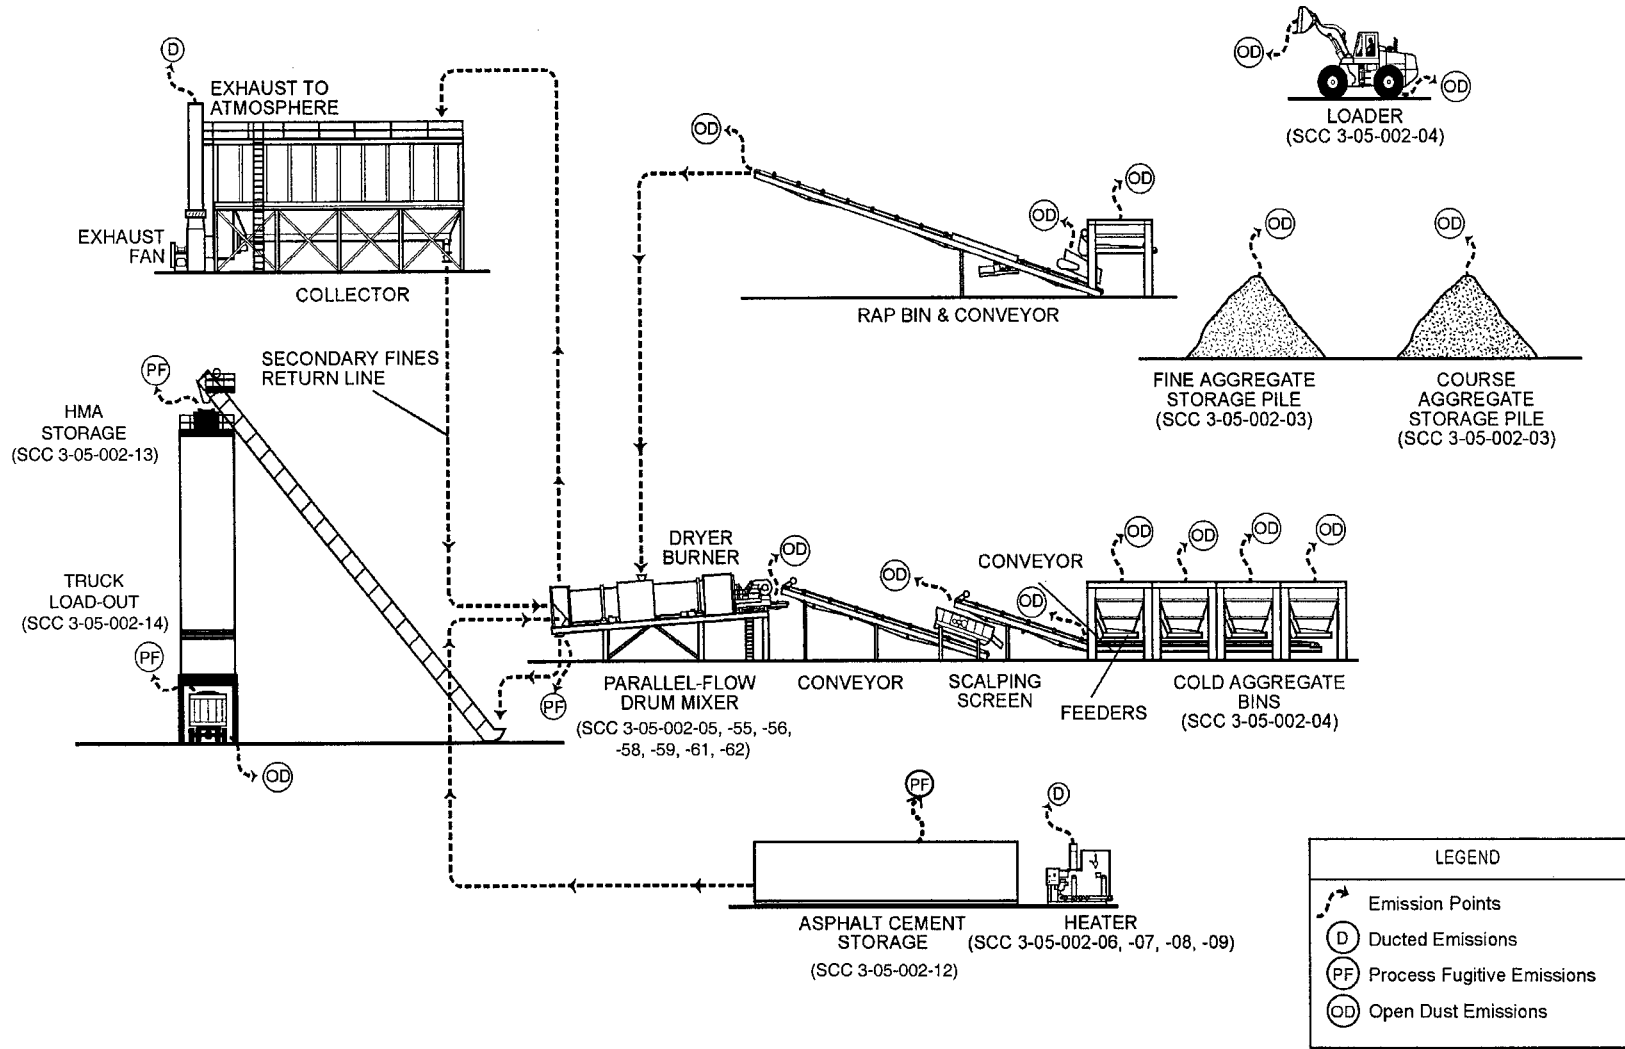 D
EXHAUST TO
ATMOSPHERE
EXHAUST
FAN
COLLECTOR
OD
OD
OD
RAP BIN & CONVEYOR
OD
OD
LOADER
(SCC 3-05-002-04)
OD
FINE AGGREGATE
STORAGE PILE
(SCC 3-05-002-03)
OD
COURSE
AGGREGATE
STORAGE PILE
(SCC 3-05-002-03)
SECONDARY FINES
RETURN LINE
PF
HMA
STORAGE
(SCC 3-05-002-13)
TRUCK
LOAD-OUT
(SCC 3-05-002-14)
PF
OD
DRYER
BURNER
OD
PF
PARALLEL-FLOW
DRUM MIXER
(SCC 3-05-002-05, -55, -56,
-58, -59, -61, -62)
CONVEYOR
OD
SCALPING
SCREEN
CONVEYOR
OD
FEEDERS
OD
OD
OD
OD
COLD AGGREGATE
BINS
(SCC 3-05-002-04)
PF
ASPHALT CEMENT
STORAGE
(SCC 3-05-002-12)
D
HEATER
(SCC 3-05-002-06, -07, -08, -09)
LEGEND
Emission Points
D Ducted Emissions
PF Process Fugitive Emissions
OD Open Dust Emissions